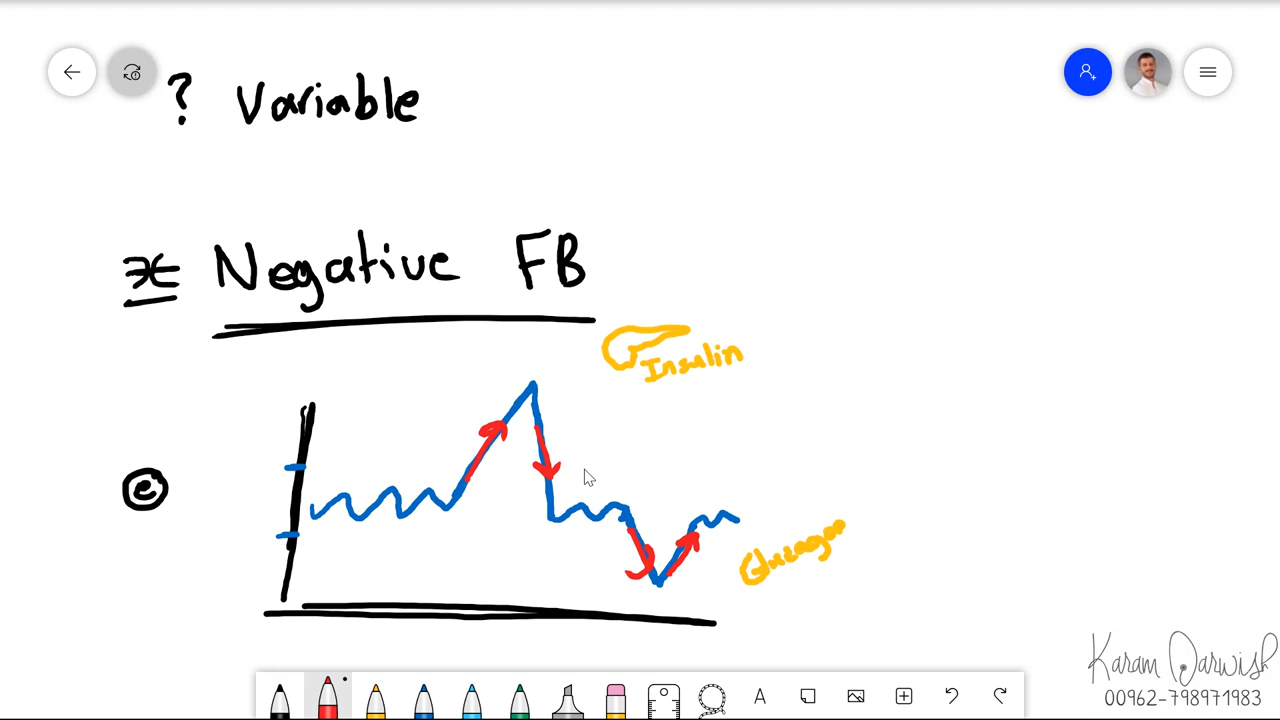 ? Variable
Negative FB
Insulin
e
Glucagon
A
Karam Darwish
00962-798971983